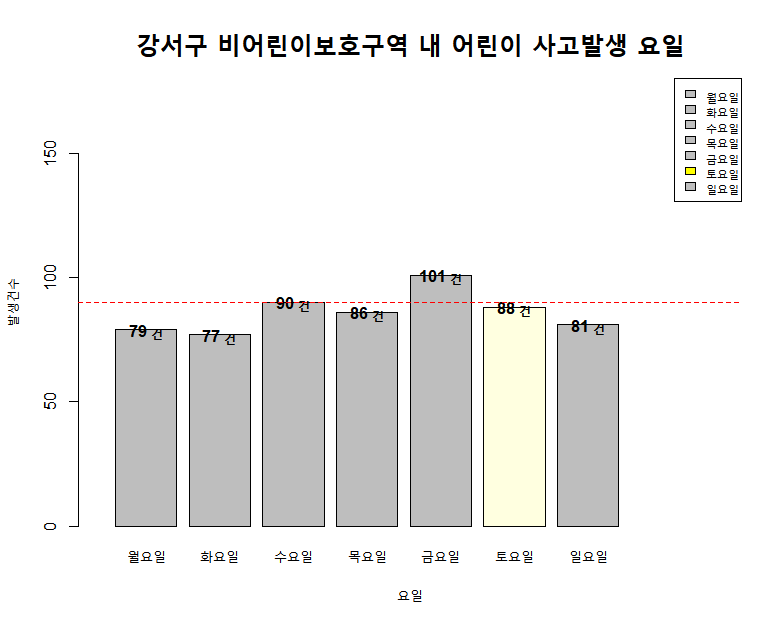 강서구 비어린이보호구역 내 어린이 사고발생 요일
월요일
화요일
수요일
목요일
금요일
토요일
일요일
150
100
50
0
발생건수
79 건
77 건
90 건
86 건
101 건
88 건
81 건
월요일 화요일 수요일 목요일 금요일 토요일 일요일
요일